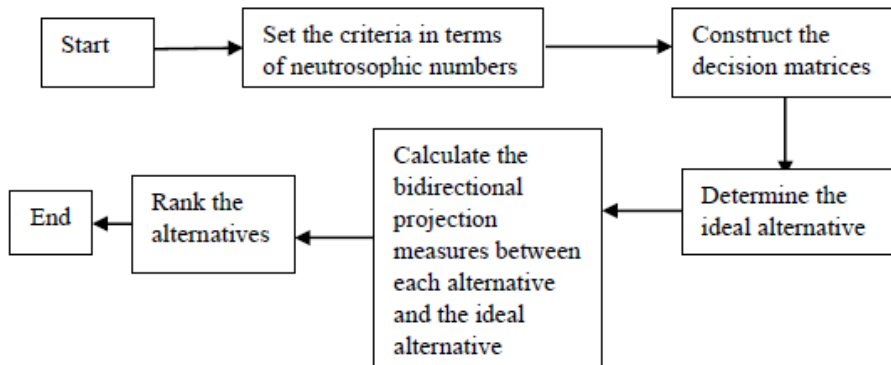 Start
Set the criteria in terms
of neutrosophic numbers
Construct the
decision matrices
Determine the
ideal alternative
Calculate the
bidirectional
projection
measures between
each alternative
and the ideal
alternative
Rank the
alternatives
End